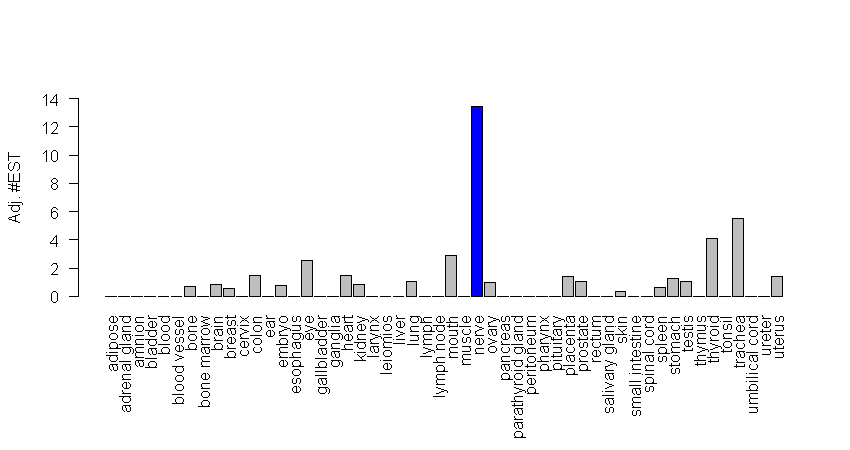 Adj. #EST
14
12
10
8
6
4
2
0
adipose
adrenal gland
amnion
bladder
blood
blood vessel
bone
bone marrow
brain
breast
cervix
colon
ear
embryo
esophagus
eye
gallbladder
ganglia
heart
kidney
larynx
leiomios
liver
lung
lymph
lymph node
mouth
muscle
nerve
ovary
pancreas
parathyroid gland
peritoneum
pharynx
pituitary
placenta
prostate
rectum
salivary gland
skin
small intestine
spinal cord
spleen
stomach
testis
thymus
thyroid
tonsil
trachea
umbilical cord
ureter
uterus